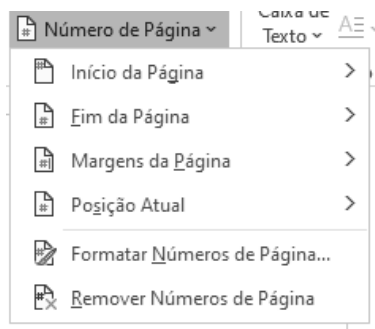 Número de Página
Caixa de
Texto
A
Início da Página
Fim da Página
Margens da Página
Posição Atual
Formatar Números de Página...
Remover Números de Página